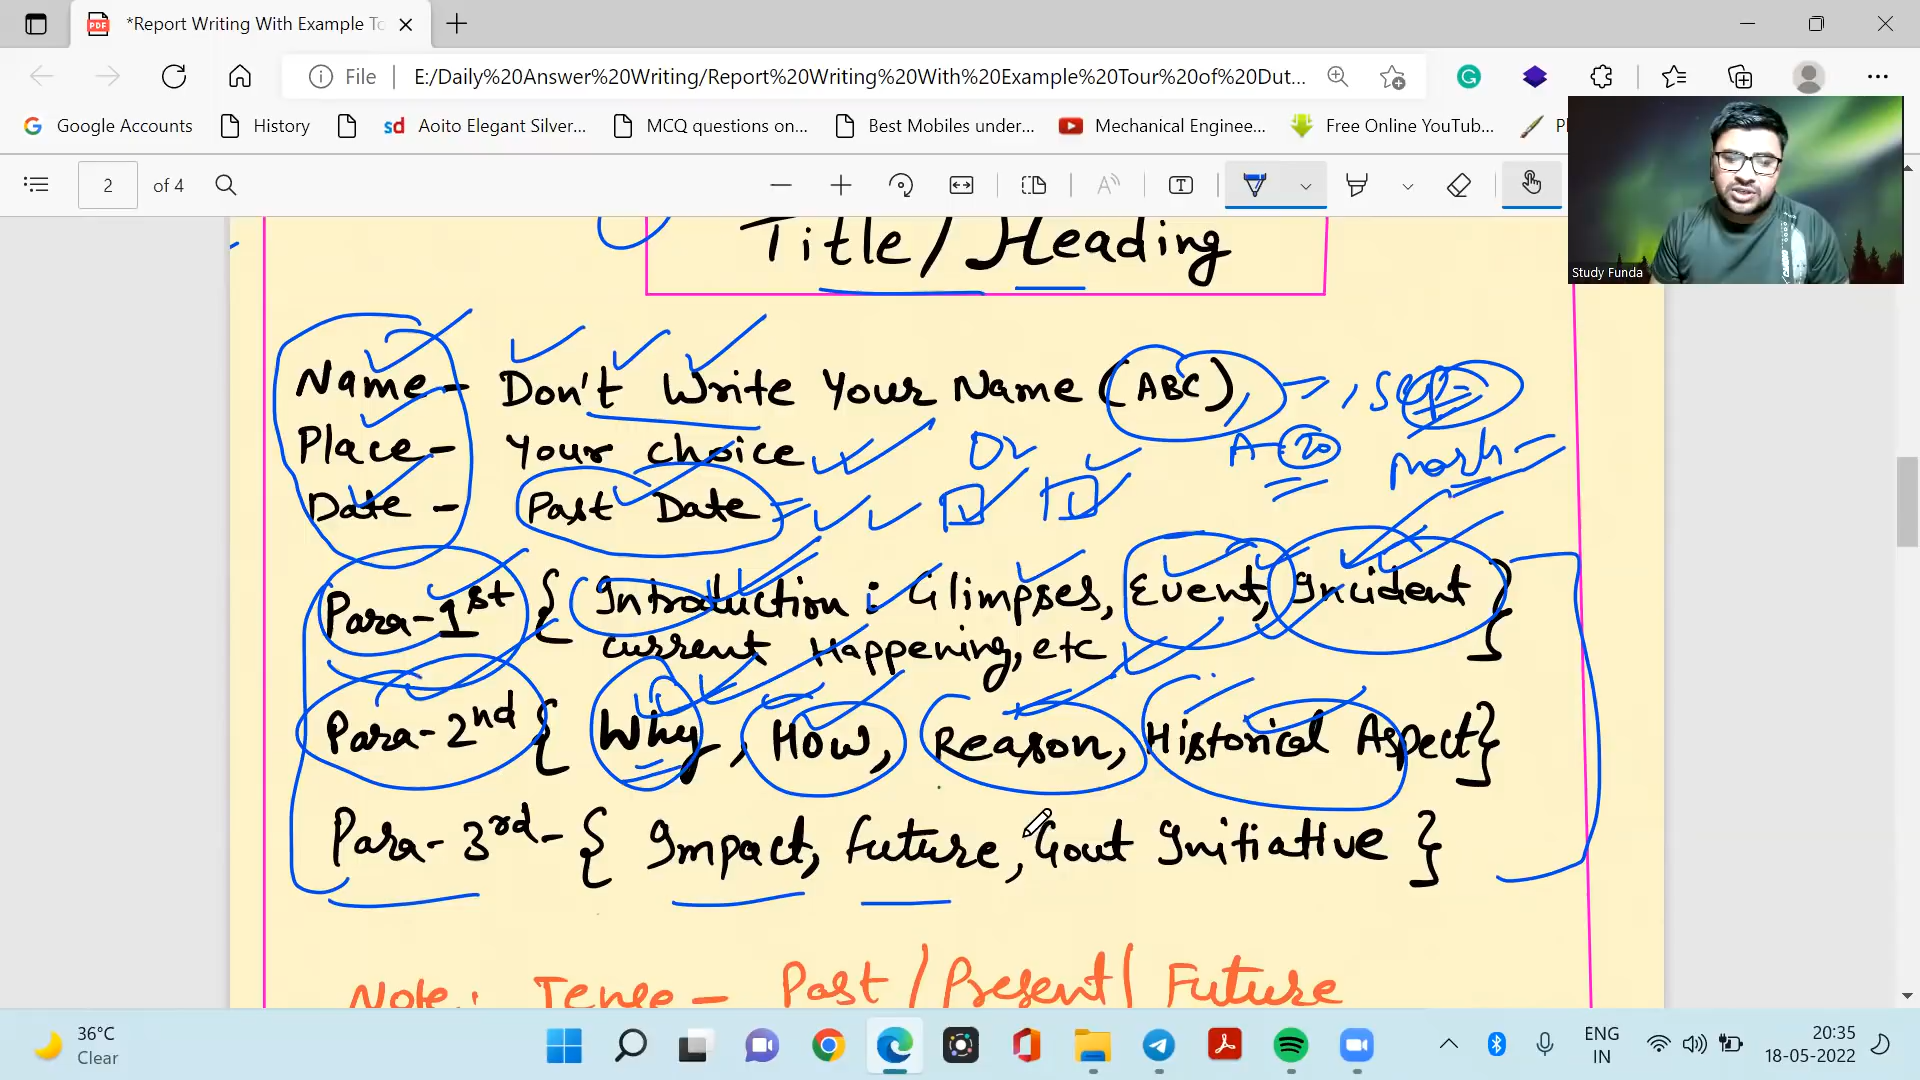 *Report Writing With Example To
File
E:/Daily%20Answer%20Writing/Report%20Writing%20With%20Example%20Tour%20of%20Dut...
Google Accounts
History
sd Aoito Elegant Silver...
MCQ questions on...
Best Mobiles under...
Mechanical Enginee...
Free Online YouTub...
2 of 4
Study Funda
Title/Heading
Name - Don't Write Your Name (ABC)
Place - Your choice Or
Date - Past Date =
A - 20
Para-1st { Introduction : Glimpses, Event, Incident }
current Happening, etc
Para-2nd { Why, How, Reason, Historical Aspect}
Para-3rd - { Impact, Future, Govt Initiative }
Note: Tense - Past / Present / Future
36°C
Clear
ENG
IN
20:35
18-05-2022